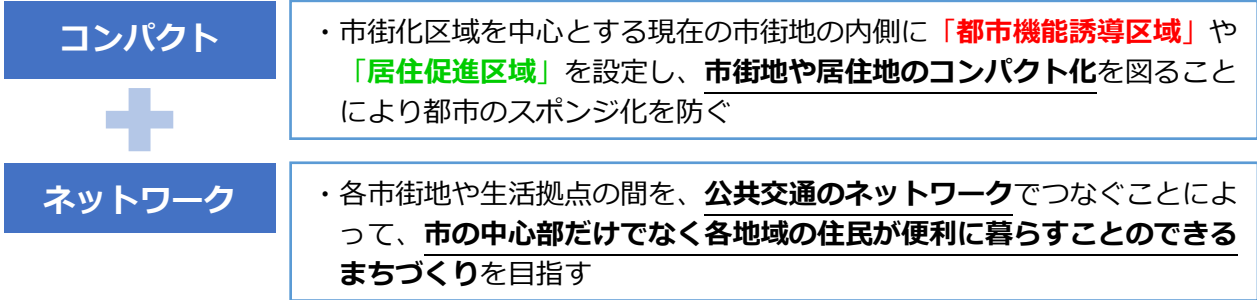 コンパクト
・市街化区域を中心とする現在の市街地の内側に「都市機能誘導区域」や
「居住促進区域」を設定し、市街地や居住地のコンパクト化を図ること
により都市のスポンジ化を防ぐ
ネットワーク
・各市街地や生活拠点の間を、公共交通のネットワークでつなぐことによ
って、市の中心部だけでなく各地域の住民が便利に暮らすことのできる
まちづくりを目指す